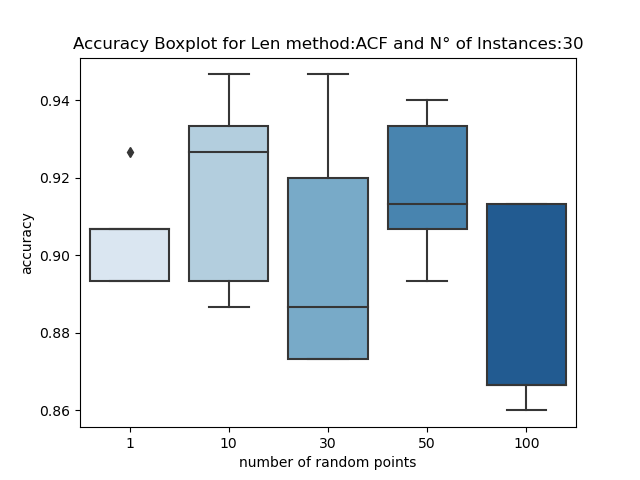 Accuracy Boxplot for Len method:ACF and N° of Instances:30
0.94
0.92
0.90
0.88
0.86
accuracy
1 10 30 50 100
number of random points